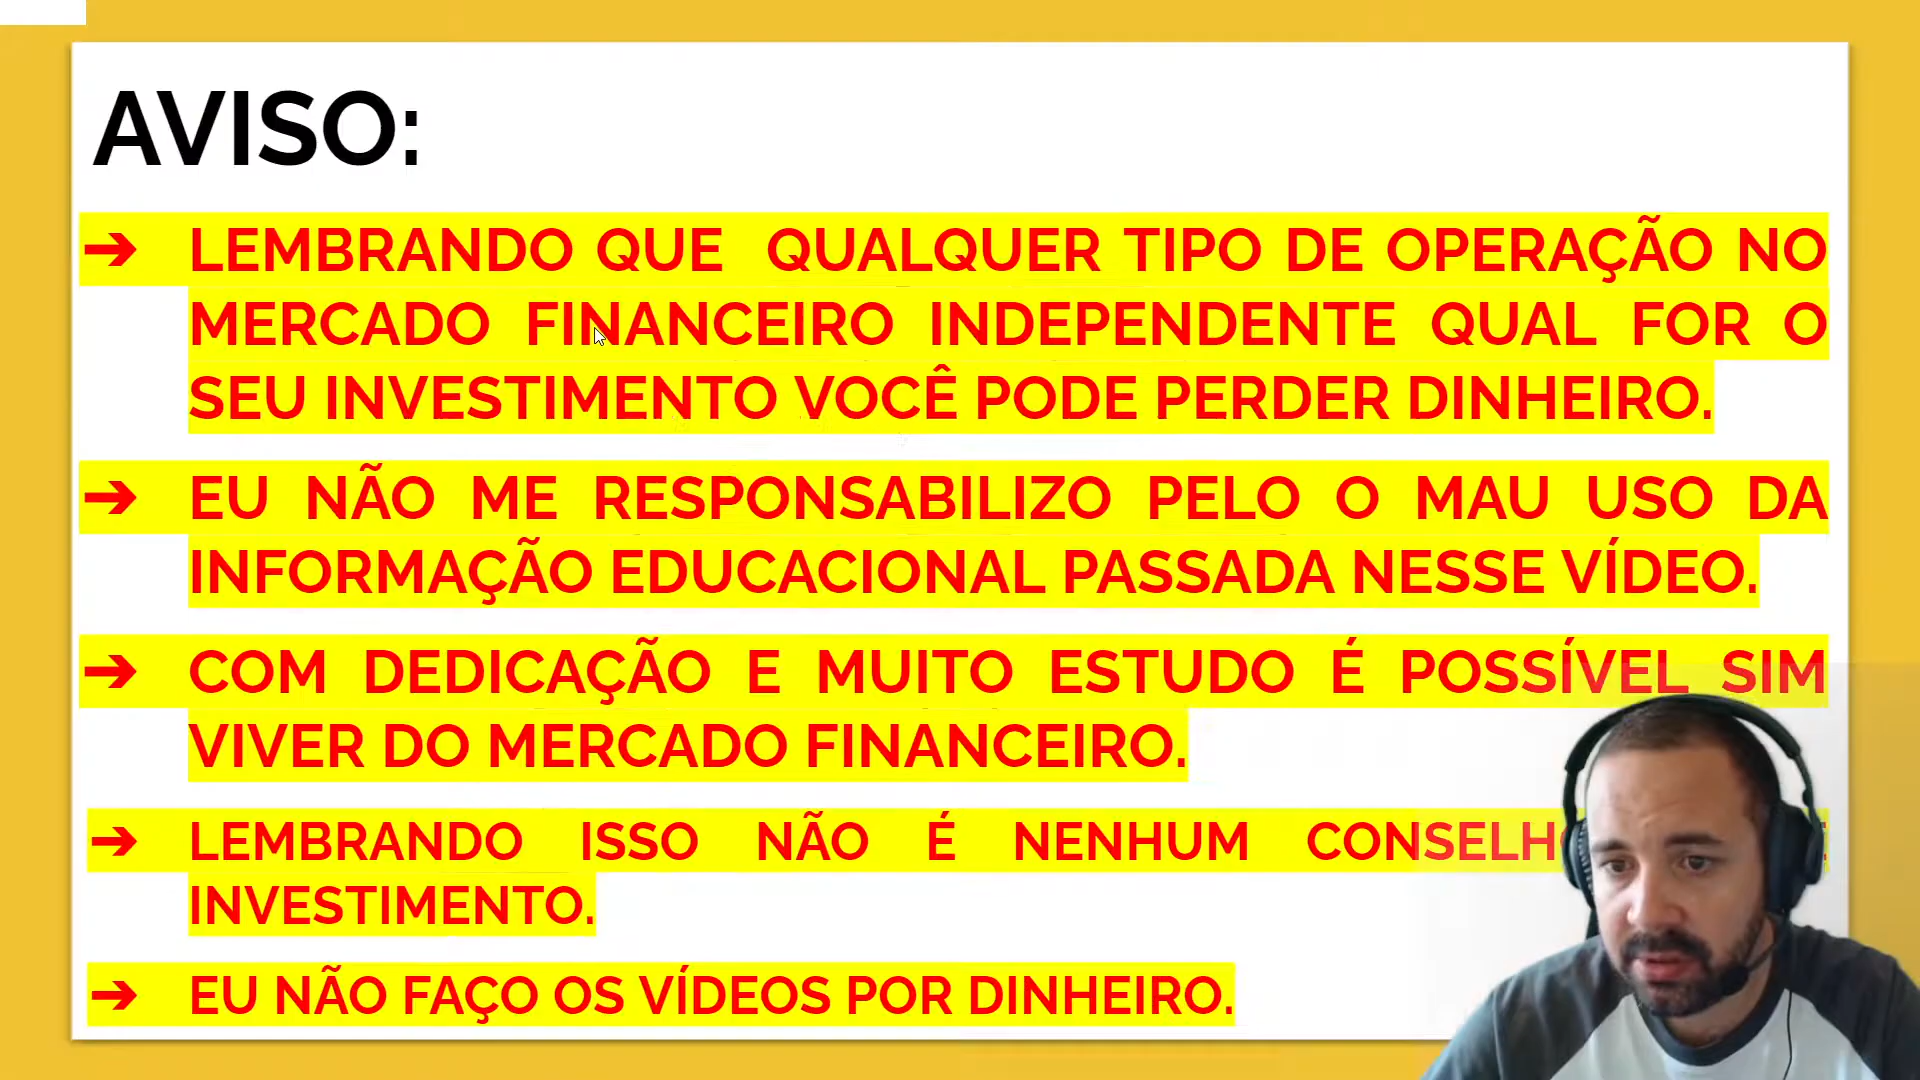 AVISO:
➔ LEMBRANDO QUE QUALQUER TIPO DE OPERAÇÃO NO
MERCADO FINANCEIRO INDEPENDENTE QUAL FOR O
SEU INVESTIMENTO VOCÊ PODE PERDER DINHEIRO.
➔ EU NÃO ME RESPONSABILIZO PELO O MAU USO DA
INFORMAÇÃO EDUCACIONAL PASSADA NESSE VÍDEO.
➔ COM DEDICAÇÃO E MUITO ESTUDO É POSSÍVEL SIM
VIVER DO MERCADO FINANCEIRO.
➔ LEMBRANDO ISSO NÃO É NENHUM CONSELH
INVESTIMENTO.
➔ EU NÃO FAÇO OS VÍDEOS POR DINHEIRO.